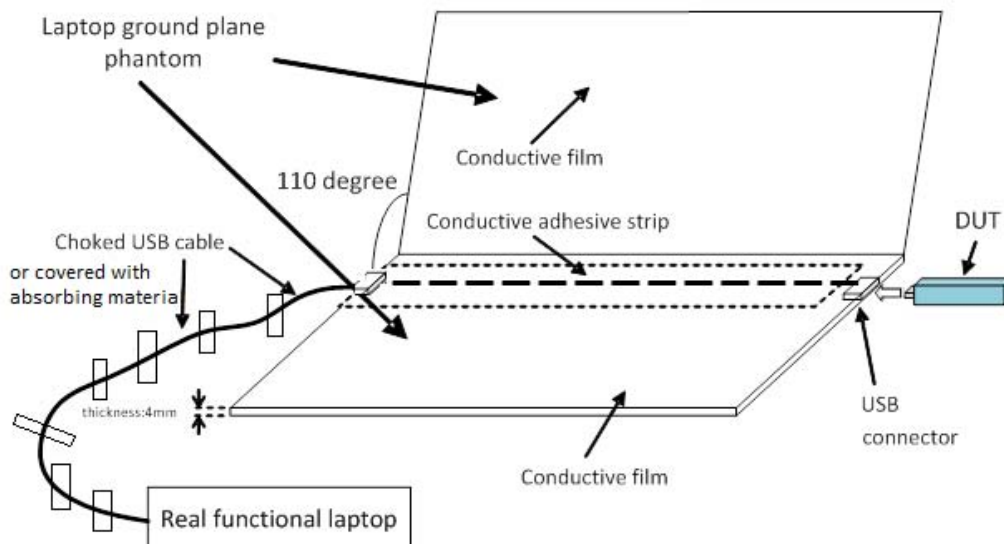 Laptop ground plane
phantom
Conductive film
110 degree
Conductive adhesive strip
DUT
Choked USB cable
or covered with
absorbing materia
thickness:4mm
USB
connector
Conductive film
Real functional laptop